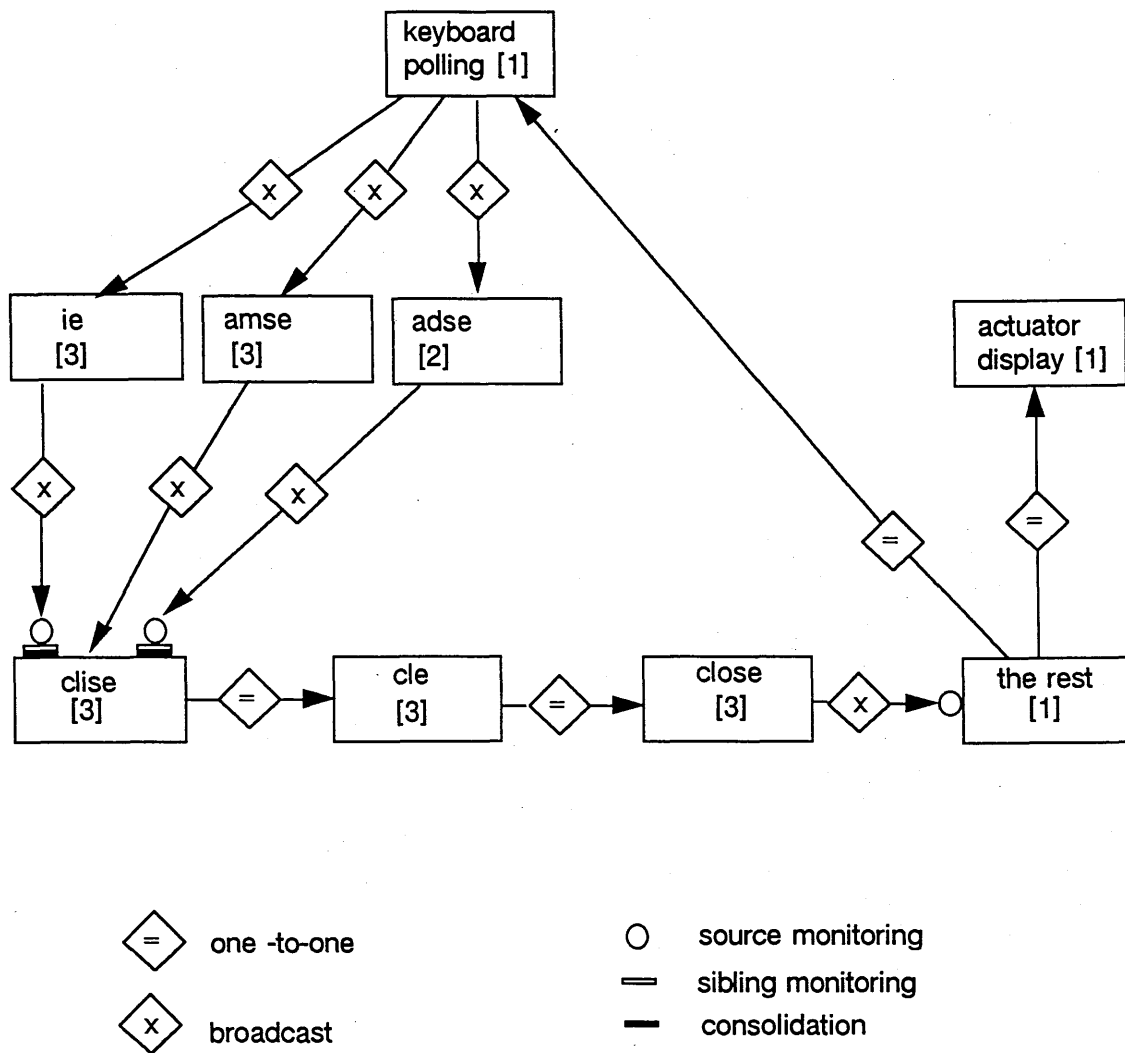 keyboard
polling [1]
x
x
x
ie
[3]
amse
[3]
adse
[2]
actuator
display [1]
x
x
x
=
=
clise
[3]
=
cle
[3]
=
close
[3]
x
the rest
[1]
=
one -to-one
x
broadcast
source monitoring
sibling monitoring
consolidation